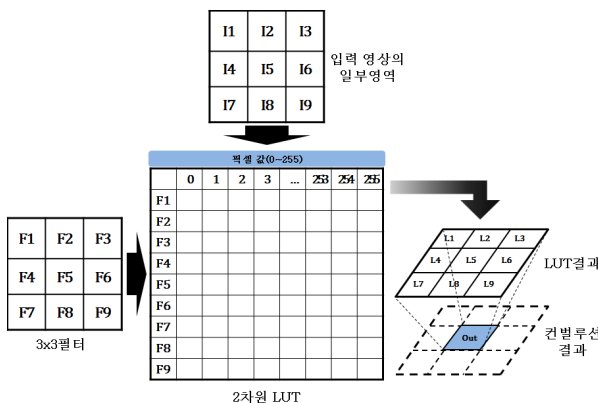 I1 I2 I3
I4 I5 I6
I7 I8 I9
입력 영상의
일부영역
픽셀 값(0~255)
0 1 2 3 ... 253 254 255
F1
F2
F3
F4
F5
F6
F7
F8
F9
F1 F2 F3
F4 F5 F6
F7 F8 F9
3x3필터
2차원 LUT
L1 L2 L3
L4 L5 L6
L7 L8 L9
LUT결과
Out
컨벌루션
결과